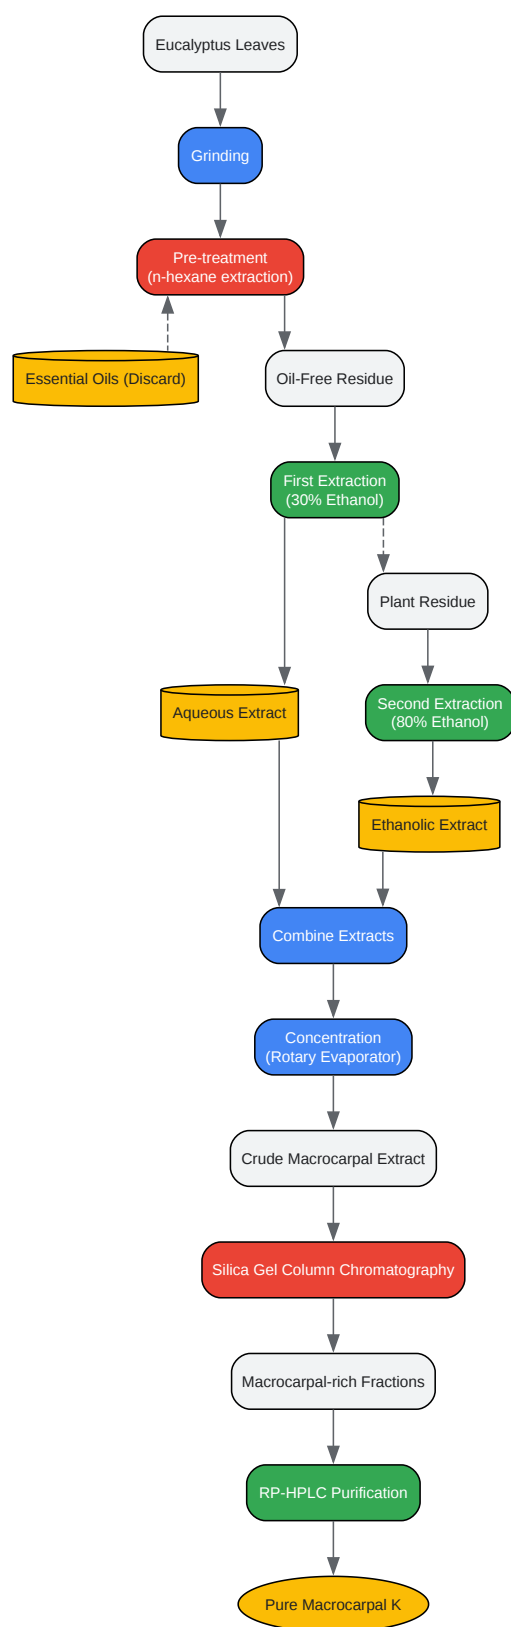 Eucalyptus Leaves
Grinding
Pre-treatment
(n-hexane extraction)
Essential Oils (Discard)
Oil-Free Residue
First Extraction
(30% Ethanol)
Plant Residue
Aqueous Extract
Second Extraction
(80% Ethanol)
Ethanolic Extract
Combine Extracts
Concentration
(Rotary Evaporator)
Crude Macrocarpal Extract
Silica Gel Column Chromatography
Macrocarpal-rich Fractions
RP-HPLC Purification
Pure Macrocarpal K